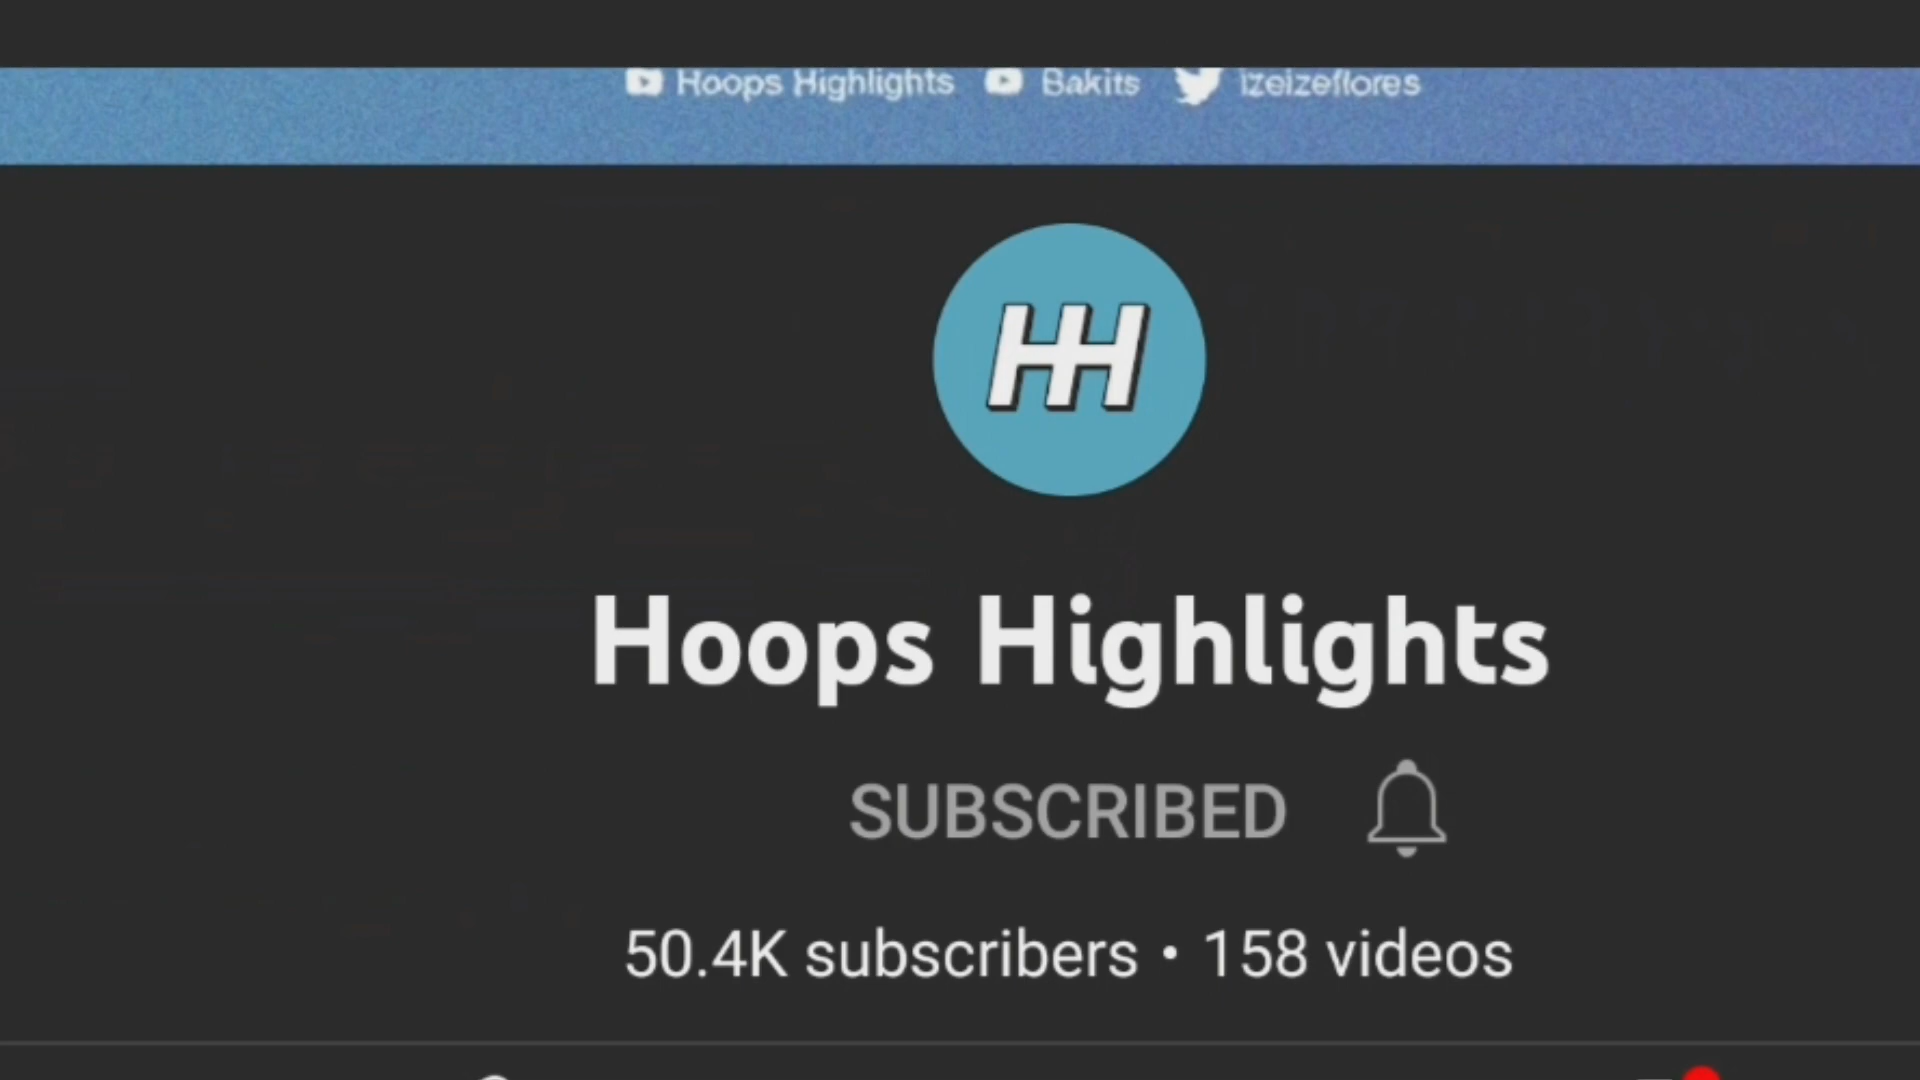 Hoops Highlights Bakits izeizeflores
HH
Hoops Highlights
SUBSCRIBED
50.4K subscribers • 158 videos